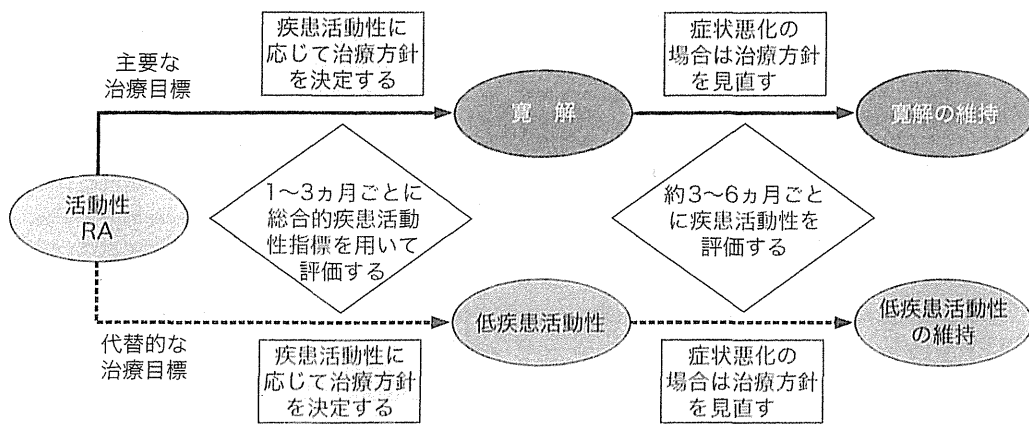 疾患活動性に
応じて治療方針
を決定する
症状悪化の
場合は治療方針
を見直す
主要な
治療目標
寛 解
寛解の維持
活動性
RA
1〜3ヵ月ごとに
総合的疾患活動
性指標を用いて
評価する
約3〜6ヵ月ごと
に疾患活動性を
評価する
代替的な
治療目標
低疾患活動性
低疾患活動性
の維持
疾患活動性に
応じて治療方針
を決定する
症状悪化の
場合は治療方針
を見直す